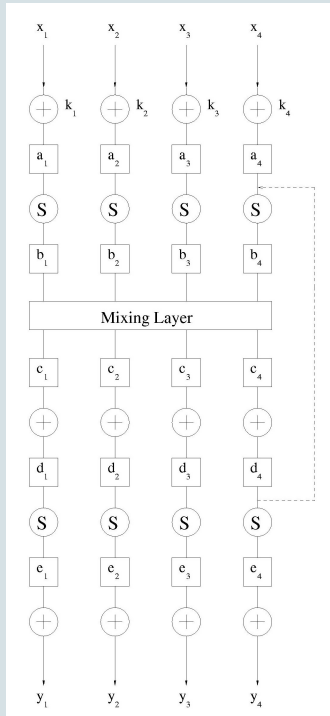 x1 x2 x3 x4
+ k1 + k2 + k3 + k4
a1 a2 a3 a4
S S S S
b1 b2 b3 b4
Mixing Layer
c1 c2 c3 c4
+ + + +
d1 d2 d3 d4
S S S S
e1 e2 e3 e4
+ + + +
y1 y2 y3 y4